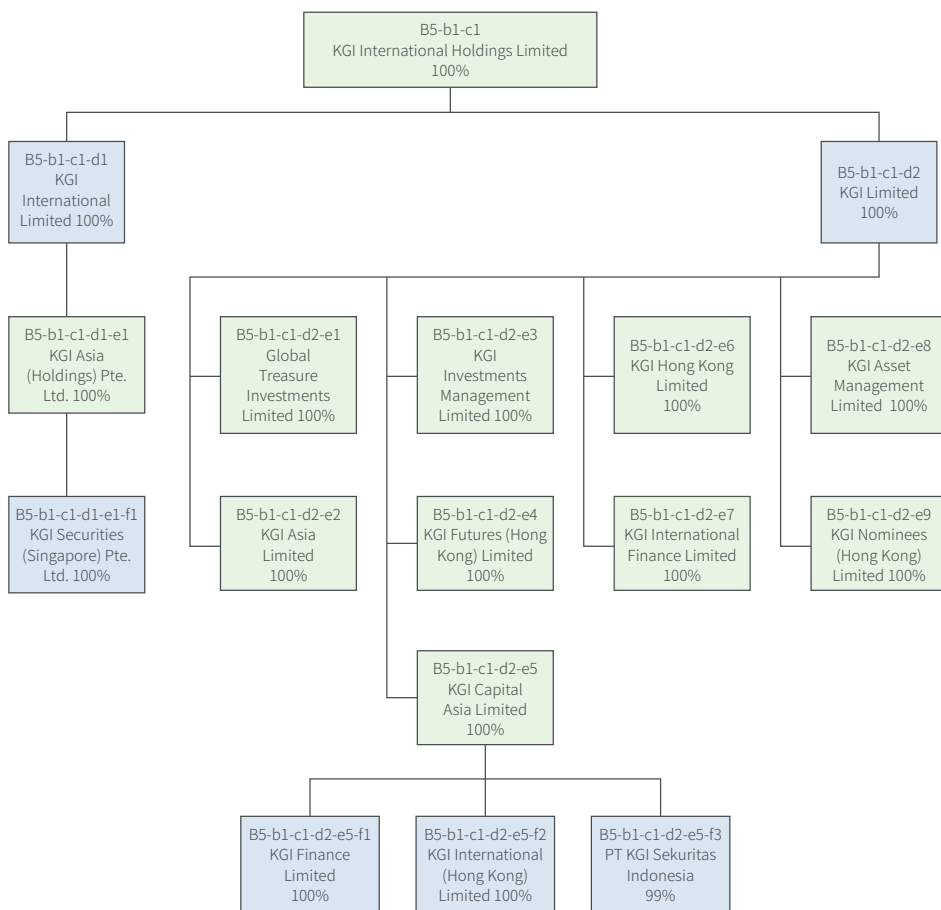 B5-b1-c1
KGI International Holdings Limited
100%
B5-b1-c1-d1
KGI
International
Limited 100%
B5-b1-c1-d2
KGI Limited
100%
B5-b1-c1-d1-e1
KGI Asia
(Holdings) Pte.
Ltd. 100%
B5-b1-c1-d2-e1
Global
Treasure
Investments
Limited 100%
B5-b1-c1-d2-e3
KGI
Investments
Management
Limited 100%
B5-b1-c1-d2-e6
KGI Hong Kong
Limited
100%
B5-b1-c1-d2-e8
KGI Asset
Management
Limited 100%
B5-b1-c1-d1-e1-f1
KGI Securities
(Singapore) Pte.
Ltd. 100%
B5-b1-c1-d2-e2
KGI Asia
Limited
100%
B5-b1-c1-d2-e4
KGI Futures (Hong
Kong) Limited
100%
B5-b1-c1-d2-e7
KGI International
Finance Limited
100%
B5-b1-c1-d2-e9
KGI Nominees
(Hong Kong)
Limited 100%
B5-b1-c1-d2-e5
KGI Capital
Asia Limited
100%
B5-b1-c1-d2-e5-f1
KGI Finance
Limited
100%
B5-b1-c1-d2-e5-f2
KGI International
(Hong Kong)
Limited 100%
B5-b1-c1-d2-e5-f3
PT KGI Sekuritas
Indonesia
99%